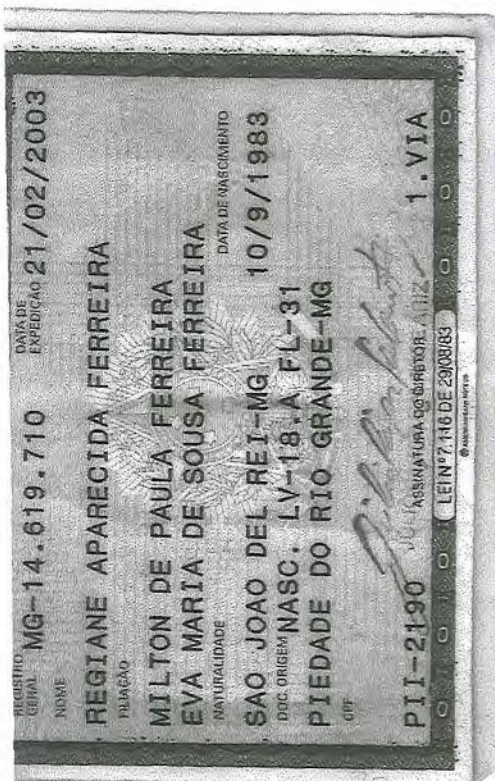 REGISTRO GERAL MG-14.619.710 DATA DE EXPEDIÇÃO 21/02/2003
NOME
REGIANE APARECIDA FERREIRA
FILIAÇÃO
MILTON DE PAULA FERREIRA
EVA MARIA DE SOUSA FERREIRA
NATURALIDADE DATA DE NASCIMENTO
SAO JOAO DEL REI-MG 10/9/1983
DOC. ORIGEM NASC. LV-18.A FL-31
PIEDADE DO RIO GRANDE-MG
CPF
PII-2190 1.VIA
ASSINATURA DO DIRETOR
LEI Nº 7.116 DE 29/08/83